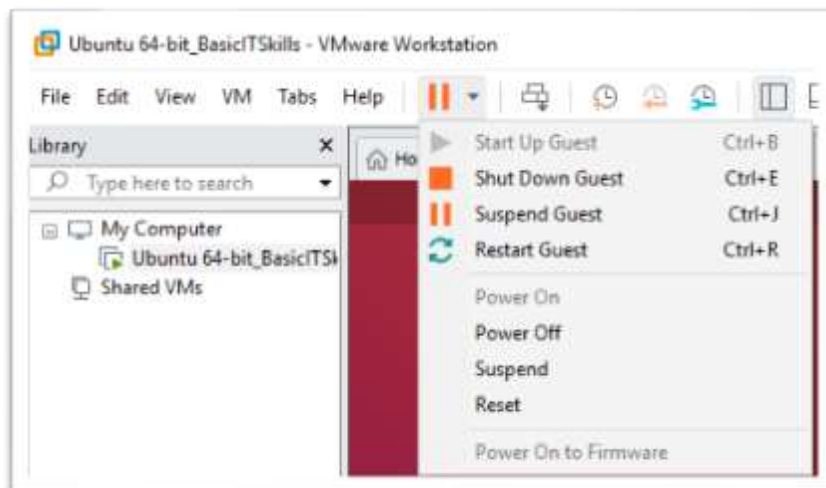 Ubuntu 64-bit_BasicITSkills - VMware Workstation
File Edit View VM Tabs Help
Library
Type here to search
My Computer
Ubuntu 64-bit_BasicITSk
Shared VMs
Ho
Start Up Guest Ctrl+B
Shut Down Guest Ctrl+E
Suspend Guest Ctrl+J
Restart Guest Ctrl+R
Power On
Power Off
Suspend
Reset
Power On to Firmware